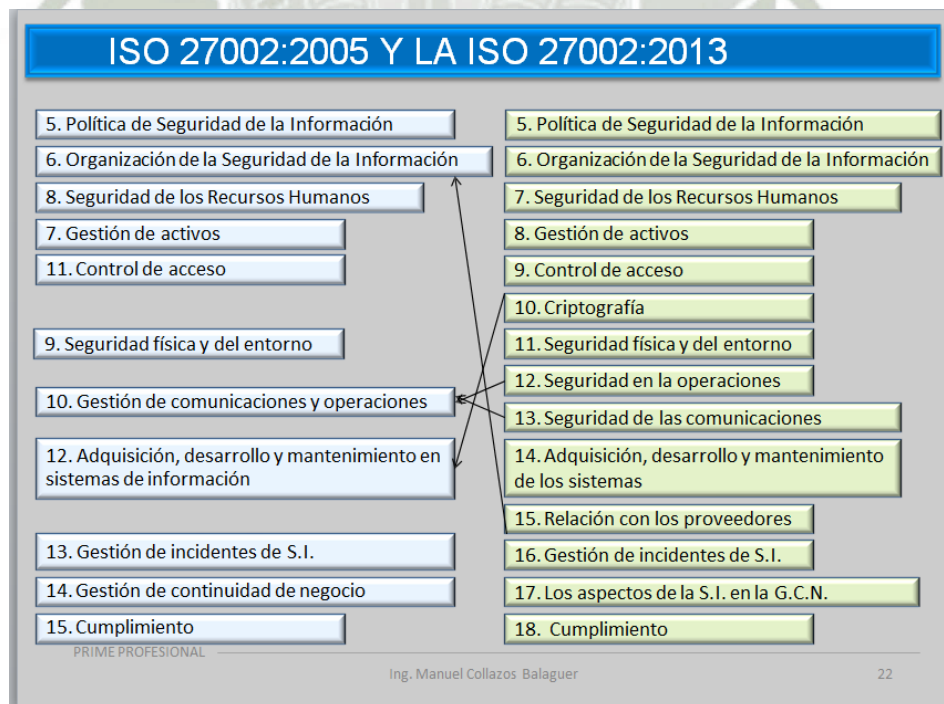 ISO 27002:2005 Y LA ISO 27002:2013
5. Política de Seguridad de la Información
6. Organización de la Seguridad de la Información
8. Seguridad de los Recursos Humanos
7. Gestión de activos
11. Control de acceso
9. Seguridad física y del entorno
10. Gestión de comunicaciones y operaciones
12. Adquisición, desarrollo y mantenimiento en
sistemas de información
13. Gestión de incidentes de S.I.
14. Gestión de continuidad de negocio
15. Cumplimiento
5. Política de Seguridad de la Información
6. Organización de la Seguridad de la Información
7. Seguridad de los Recursos Humanos
8. Gestión de activos
9. Control de acceso
10. Criptografía
11. Seguridad física y del entorno
12. Seguridad en la operaciones
13. Seguridad de las comunicaciones
14. Adquisición, desarrollo y mantenimiento
de los sistemas
15. Relación con los proveedores
16. Gestión de incidentes de S.I.
17. Los aspectos de la S.I. en la G.C.N.
18. Cumplimiento
PRIME PROFESIONAL
Ing. Manuel Collazos Balaguer
22